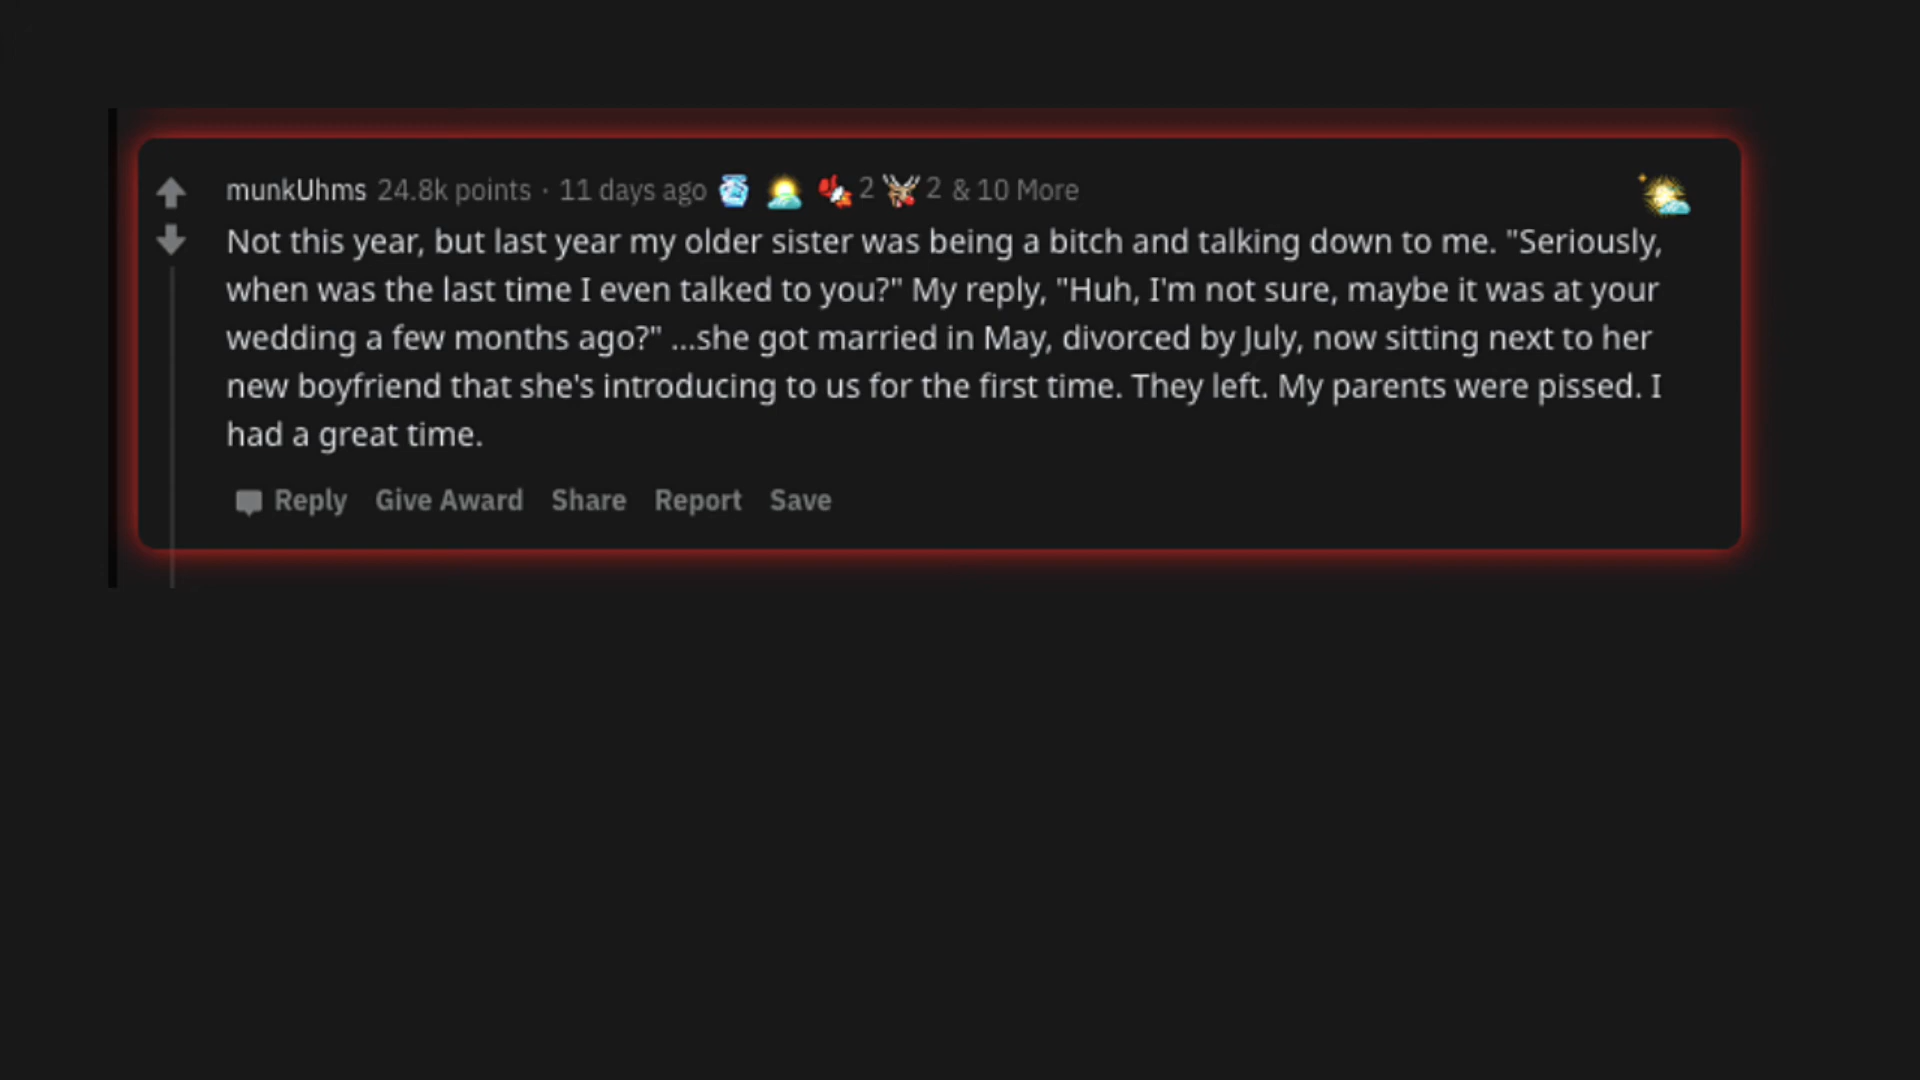 munkUhms 24.8k points · 11 days ago 2 2 & 10 More
Not this year, but last year my older sister was being a bitch and talking down to me. "Seriously,
when was the last time I even talked to you?" My reply, "Huh, I'm not sure, maybe it was at your
wedding a few months ago?" ...she got married in May, divorced by July, now sitting next to her
new boyfriend that she's introducing to us for the first time. They left. My parents were pissed. I
had a great time.
Reply Give Award Share Report Save